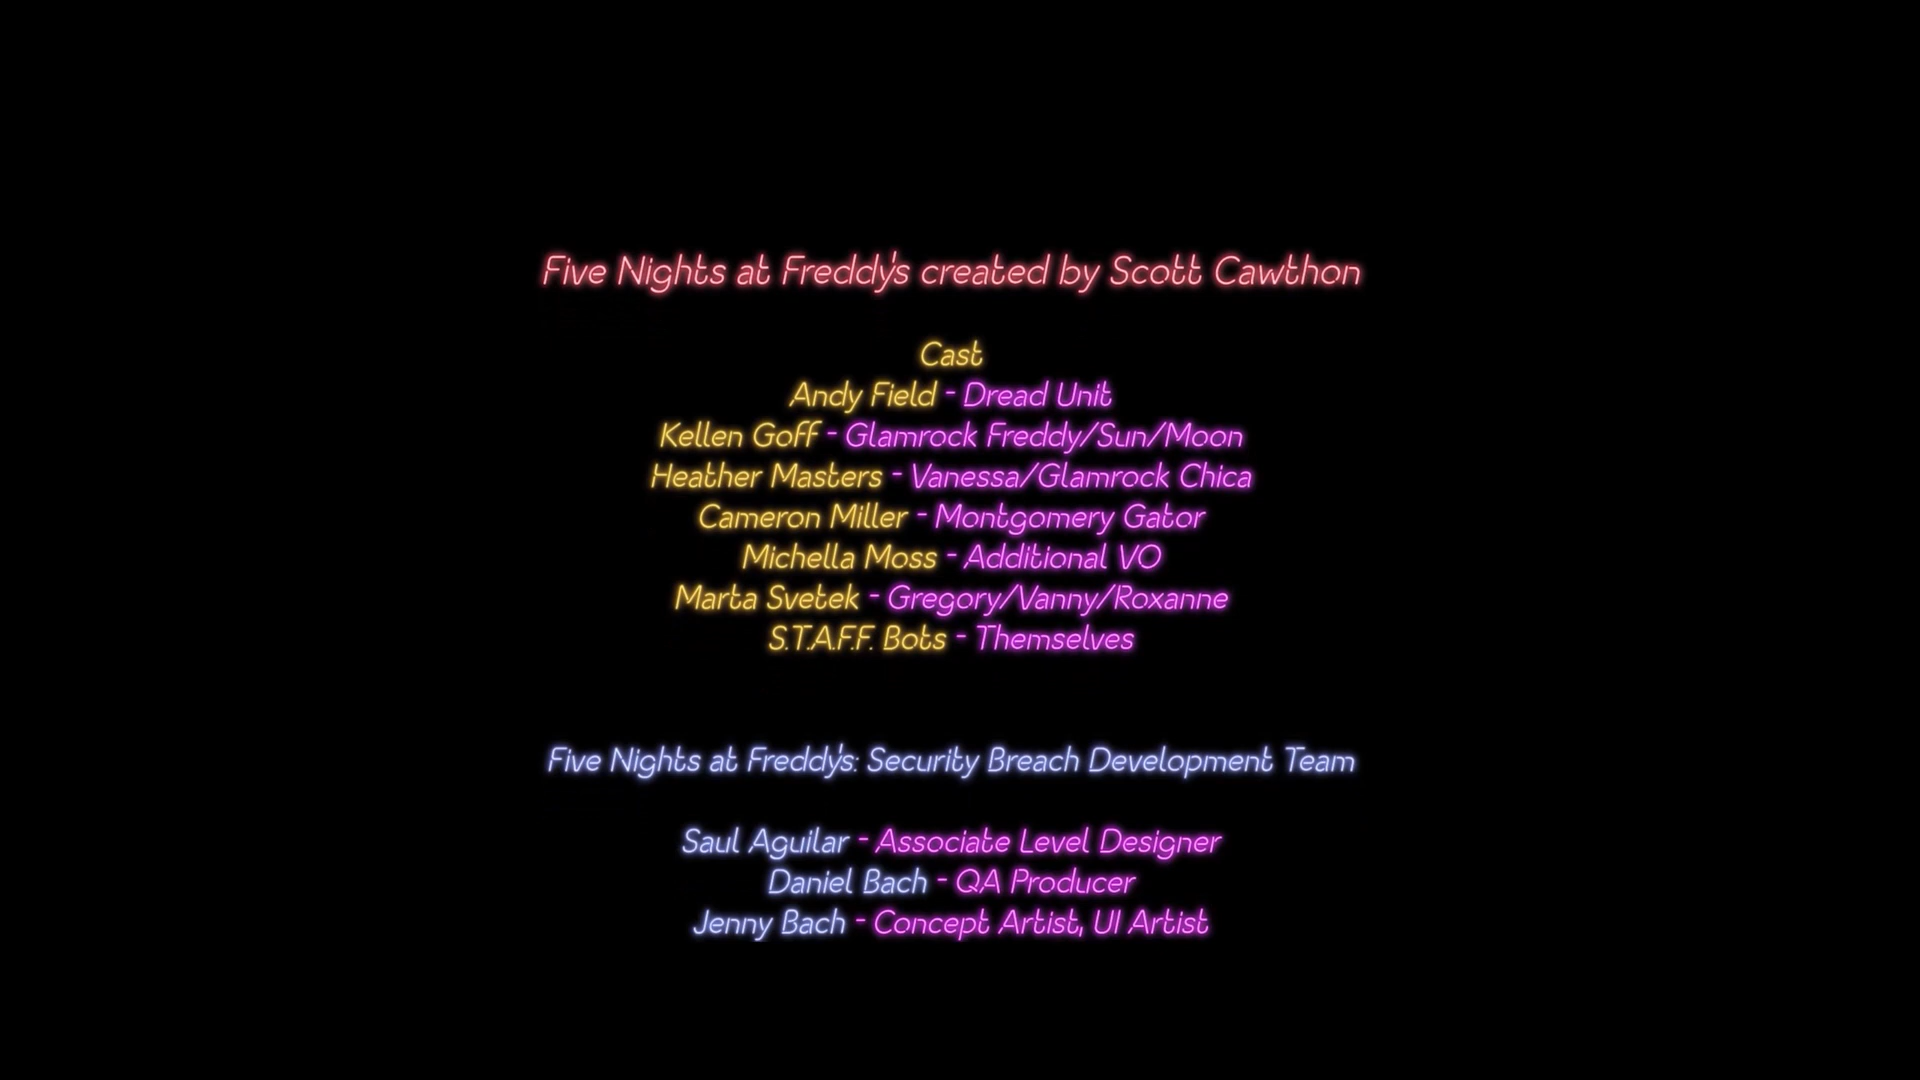 Five Nights at Freddy's created by Scott Cawthon
Cast
Andy Field - Dread Unit
Kellen Goff - Glamrock Freddy/Sun/Moon
Heather Masters - Vanessa/Glamrock Chica
Cameron Miller - Montgomery Gator
Michella Moss - Additional VO
Marta Svetek - Gregory/Vanny/Roxanne
S.T.A.F.F. Bots - Themselves
Five Nights at Freddy's: Security Breach Development Team
Saul Aguilar - Associate Level Designer
Daniel Bach - QA Producer
Jenny Bach - Concept Artist, UI Artist